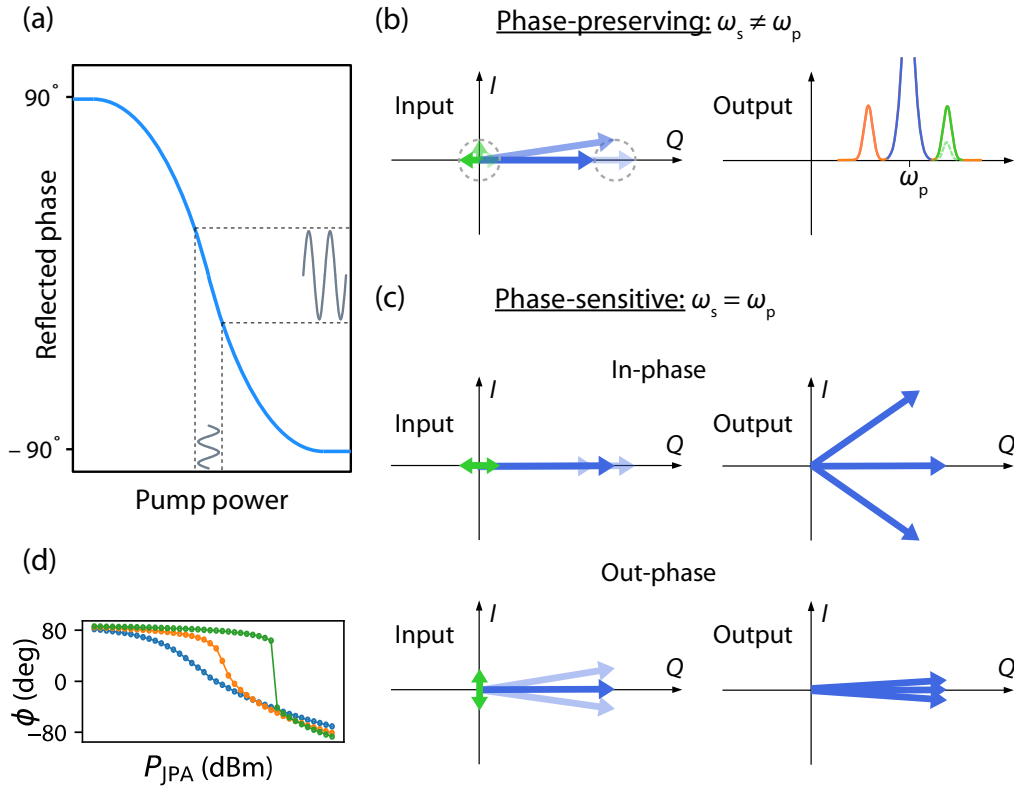 (a)
90°
Reflected phase
−90°
Pump power
(b)
Phase-preserving: ωs ≠ ωp
Input
I
Q
Output
ωp
(c)
Phase-sensitive: ωs = ωp
In-phase
Input
I
Q
Output
I
Q
Out-phase
Input
I
Q
Output
I
Q
(d)
ϕ (deg)
80
0
−80
PJPA (dBm)